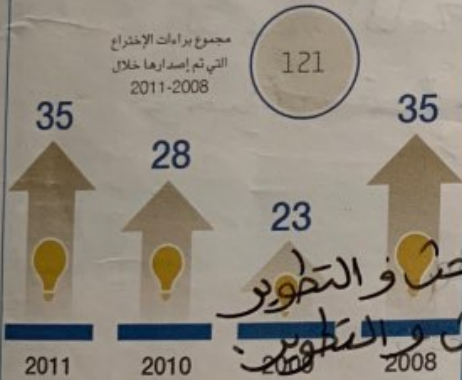 مجموع براءات الإختراع
التي تم إصدارها خلال
2011-2008
121
35
28
23
35
و التطوير
و التطوير.
2011
2010
2009
2008